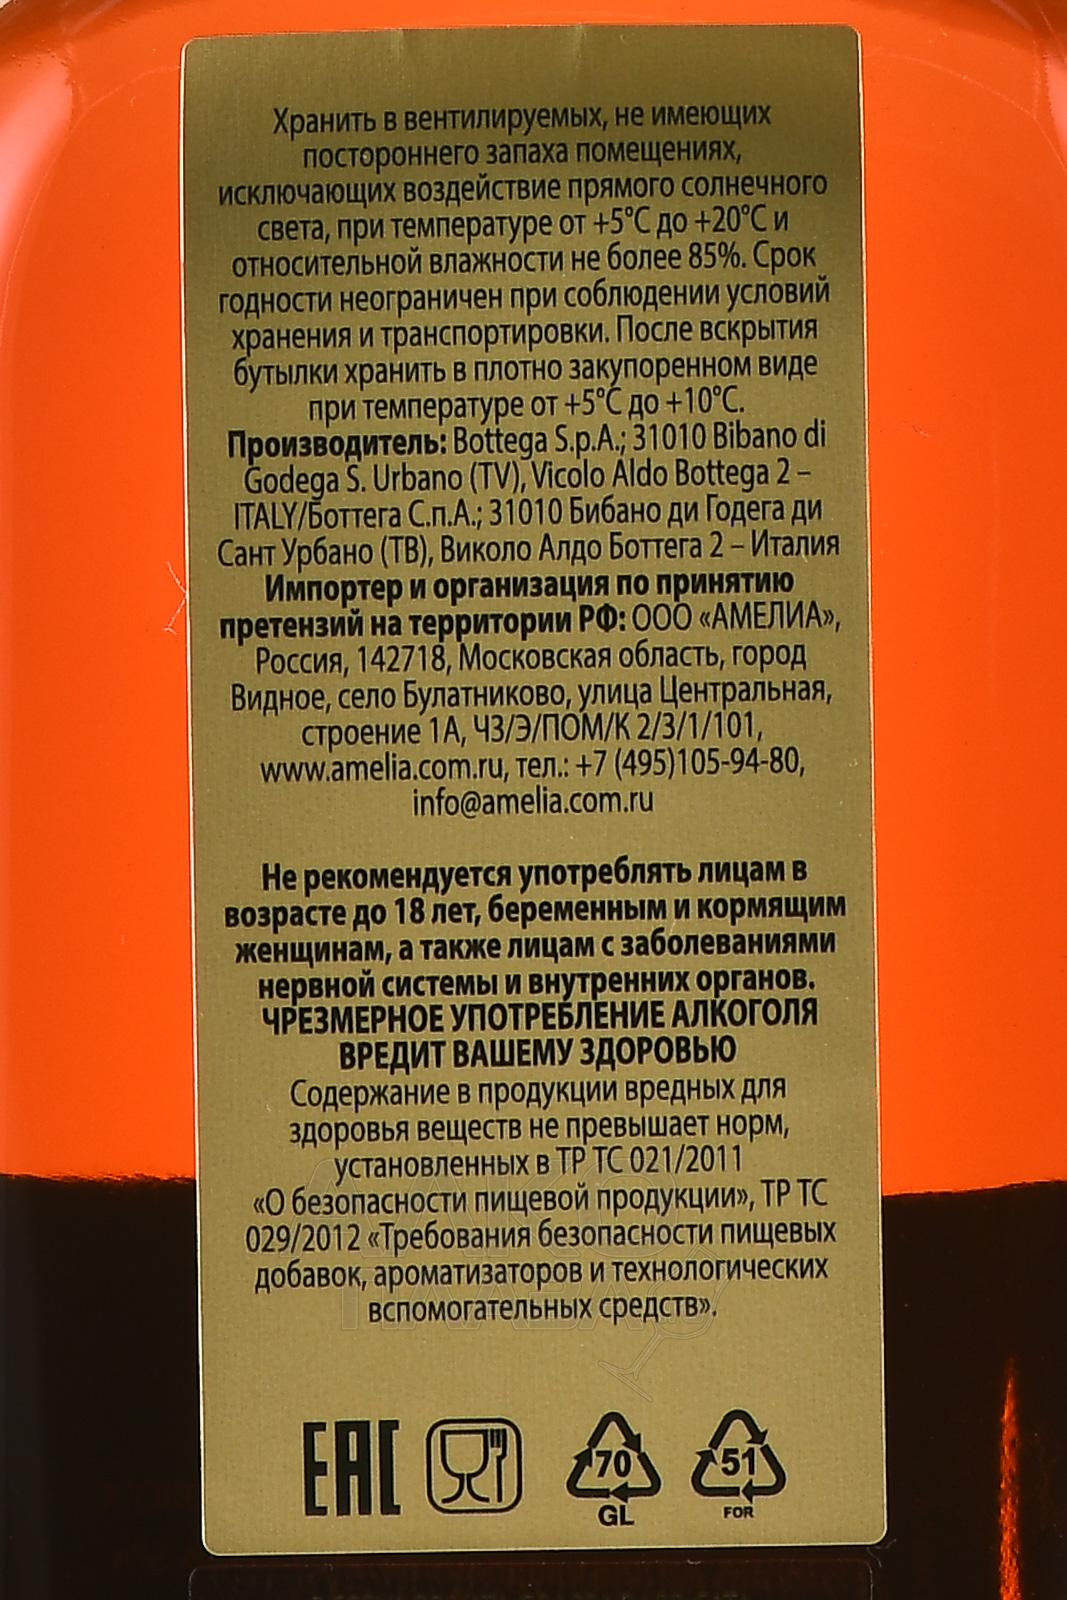 Хранить в вентилируемых, не имеющих
постороннего запаха помещениях,
исключающих воздействие прямого солнечного
света, при температуре от +5°С до +20°С и
относительной влажности не более 85%. Срок
годности неограничен при соблюдении условий
хранения и транспортировки. После вскрытия
бутылки хранить в плотно закупоренном виде
при температуре от +5°С до +10°С.
Производитель: Bottega S.p.A.; 31010 Bibano di
Godega S. Urbano (TV), Vicolo Aldo Bottega 2 –
ITALY/Боттега С.п.А.; 31010 Бибано ди Годега ди
Сант Урбано (ТВ), Виколо Алдо Боттега 2 – Италия
Импортер и организация по принятию
претензий на территории РФ: ООО «АМЕЛИА»,
Россия, 142718, Московская область, город
Видное, село Булатниково, улица Центральная,
строение 1А, ЧЗ/Э/ПОМ/К 2/3/1/101,
www.amelia.com.ru, тел.: +7 (495)105-94-80,
info@amelia.com.ru
Не рекомендуется употреблять лицам в
возрасте до 18 лет, беременным и кормящим
женщинам, а также лицам с заболеваниями
нервной системы и внутренних органов.
ЧРЕЗМЕРНОЕ УПОТРЕБЛЕНИЕ АЛКОГОЛЯ
ВРЕДИТ ВАШЕМУ ЗДОРОВЬЮ
Содержание в продукции вредных для
здоровья веществ не превышает норм,
установленных в ТР ТС 021/2011
«О безопасности пищевой продукции», ТР ТС
029/2012 «Требования безопасности пищевых
добавок, ароматизаторов и технологических
вспомогательных средств».
EAC 70 51
GL FOR